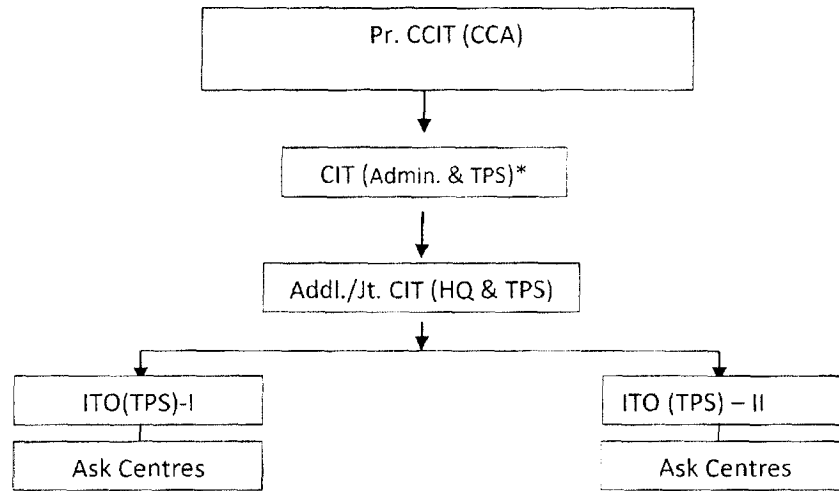 Pr. CCIT (CCA)
CIT (Admin. & TPS)*
Addl./Jt. CIT (HQ & TPS)
ITO(TPS)-I
ITO (TPS) – II
Ask Centres
Ask Centres